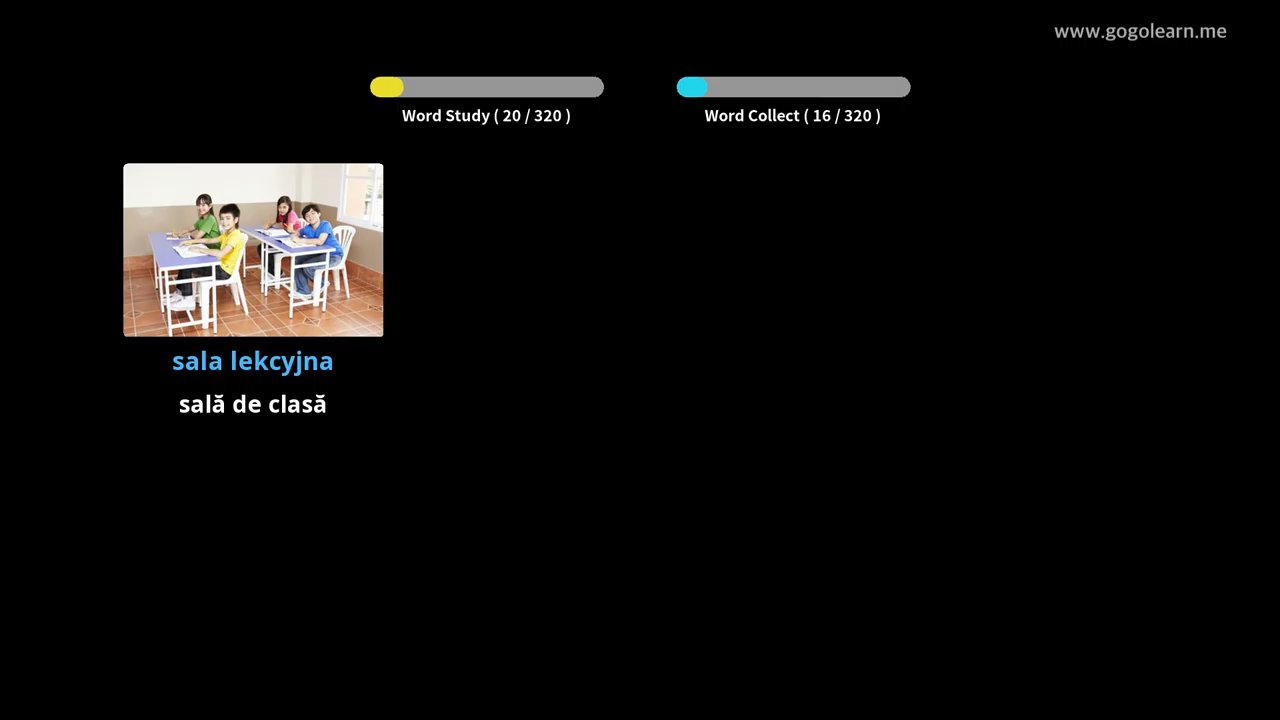 www.gogolearn.me
Word Study ( 20 / 320 )
Word Collect ( 16 / 320 )
sala lekcyjna
sală de clasă